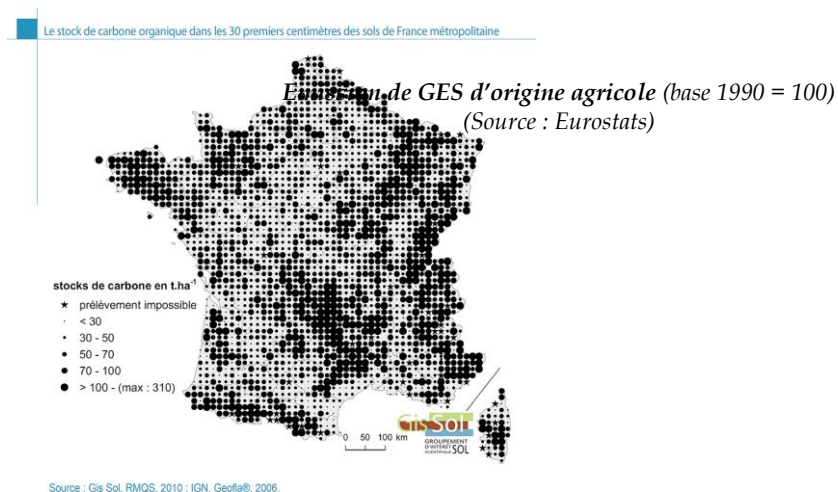 Le stock de carbone organique dans les 30 premiers centimètres des sols de France métropolitaine
Emission de GES d'origine agricole (base 1990 = 100)
(Source : Eurostats)
stocks de carbone en t.ha-1
★ prélèvement impossible
< 30
30 - 50
50 - 70
70 - 100
> 100 - (max : 310)
0 50 100 km
Gis Sol
GROUPEMENT
D'INTÉRÊT
SCIENTIFIQUE SOL
Source : Gis Sol, RMQS, 2010 ; IGN, Geofla®, 2006.